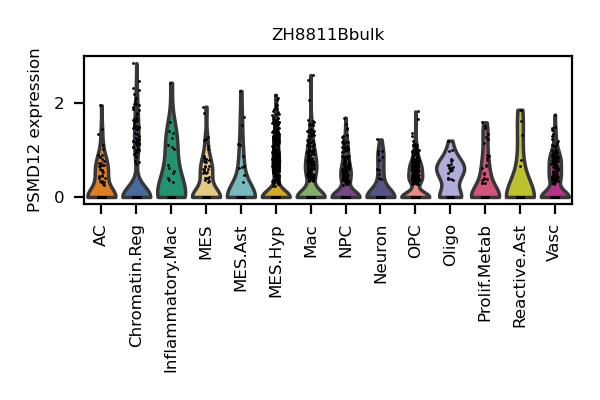 ZH8811Bbulk
PSMD12 expression
2
0
AC
Chromatin.Reg
Inflammatory.Mac
MES
MES.Ast
MES.Hyp
Mac
NPC
Neuron
OPC
Oligo
Prolif.Metab
Reactive.Ast
Vasc